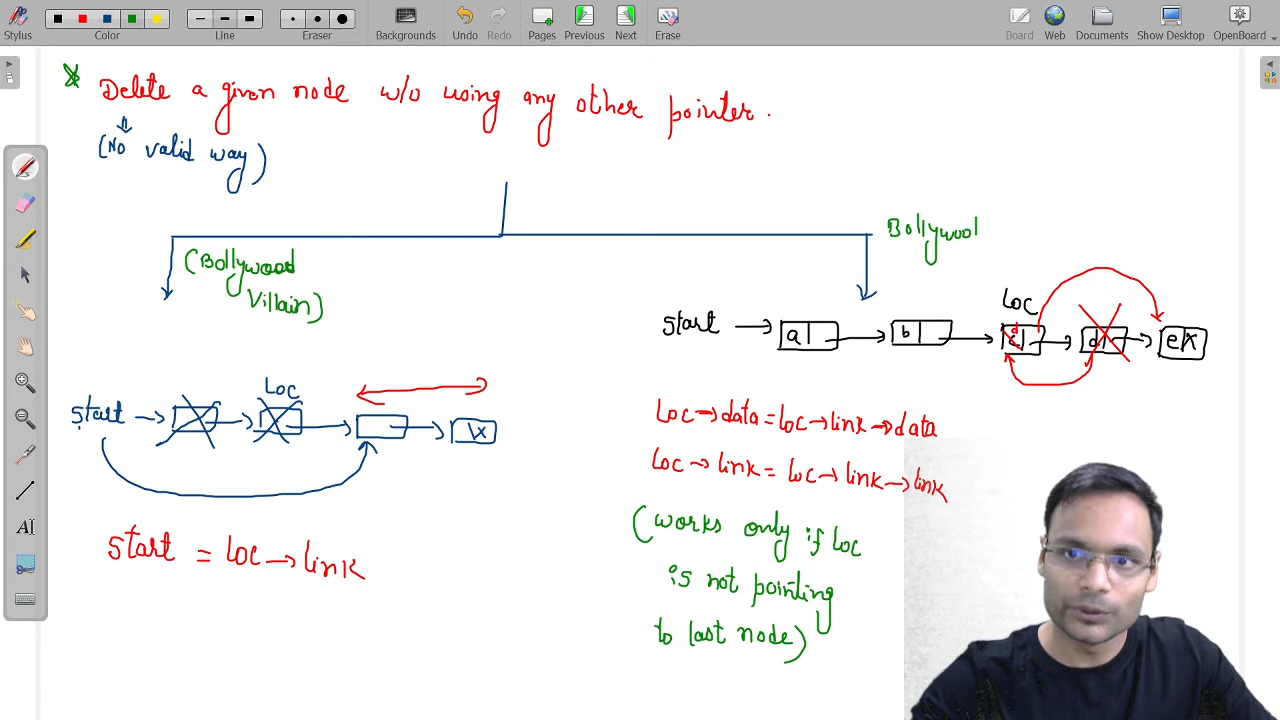 Stylus
Color
Line
Eraser
Backgrounds
Undo
Redo
Pages
Previous
Next
Erase
Board
Web
Documents
Show Desktop
OpenBoard
* Delete a given node w/o using any other pointer.
(No valid way)
(Bollywood
Villain)
Bollywood
start
a
b
Loc
c
d
d
e
start
Loc
start = Loc → link
Loc → data = Loc → link → data
Loc → link = Loc → link → link
(works only if Loc
is not pointing
to last node)
AI